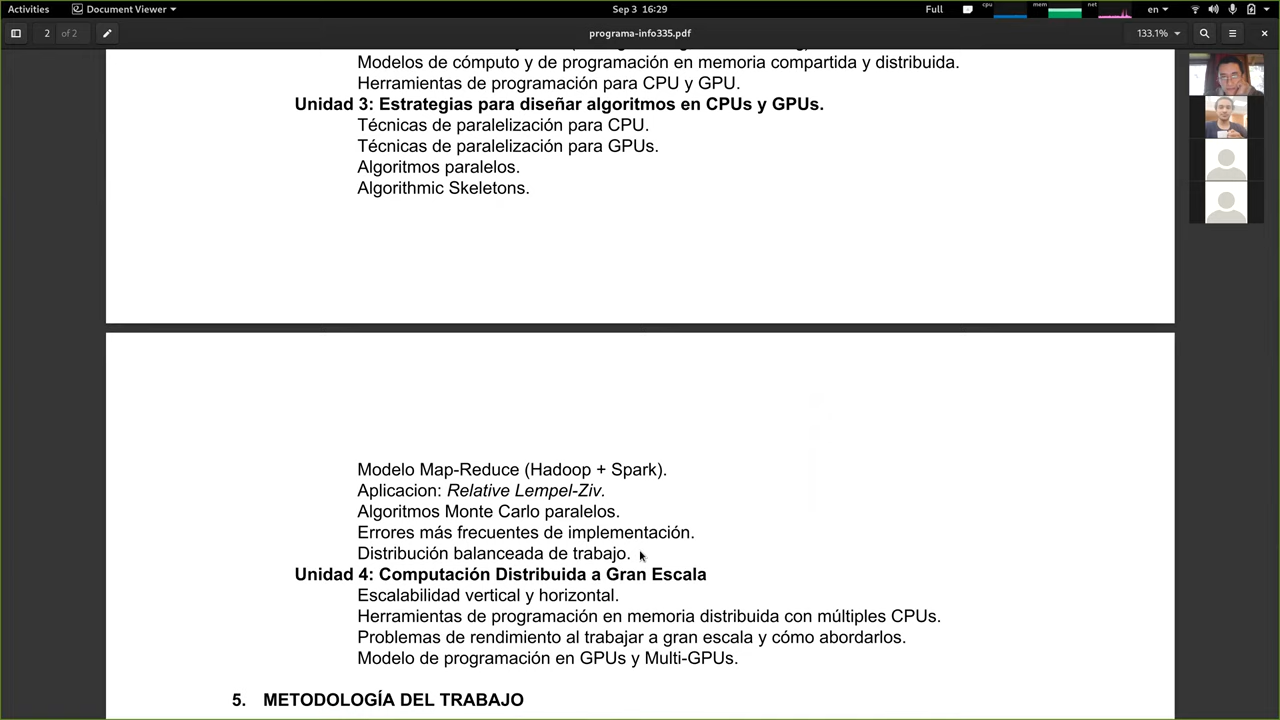 Activities
Document Viewer
Sep 3 16:29
Full
cpu
mem
net
en
2
of 2
programa-info335.pdf
133.1%
Modelos de cómputo y de programación en memoria compartida y distribuida.
Herramientas de programación para CPU y GPU.
Unidad 3: Estrategias para diseñar algoritmos en CPUs y GPUs.
Técnicas de paralelización para CPU.
Técnicas de paralelización para GPUs.
Algoritmos paralelos.
Algorithmic Skeletons.
Modelo Map-Reduce (Hadoop + Spark).
Aplicacion: Relative Lempel-Ziv.
Algoritmos Monte Carlo paralelos.
Errores más frecuentes de implementación.
Distribución balanceada de trabajo.
Unidad 4: Computación Distribuida a Gran Escala
Escalabilidad vertical y horizontal.
Herramientas de programación en memoria distribuida con múltiples CPUs.
Problemas de rendimiento al trabajar a gran escala y cómo abordarlos.
Modelo de programación en GPUs y Multi-GPUs.
5. METODOLOGÍA DEL TRABAJO